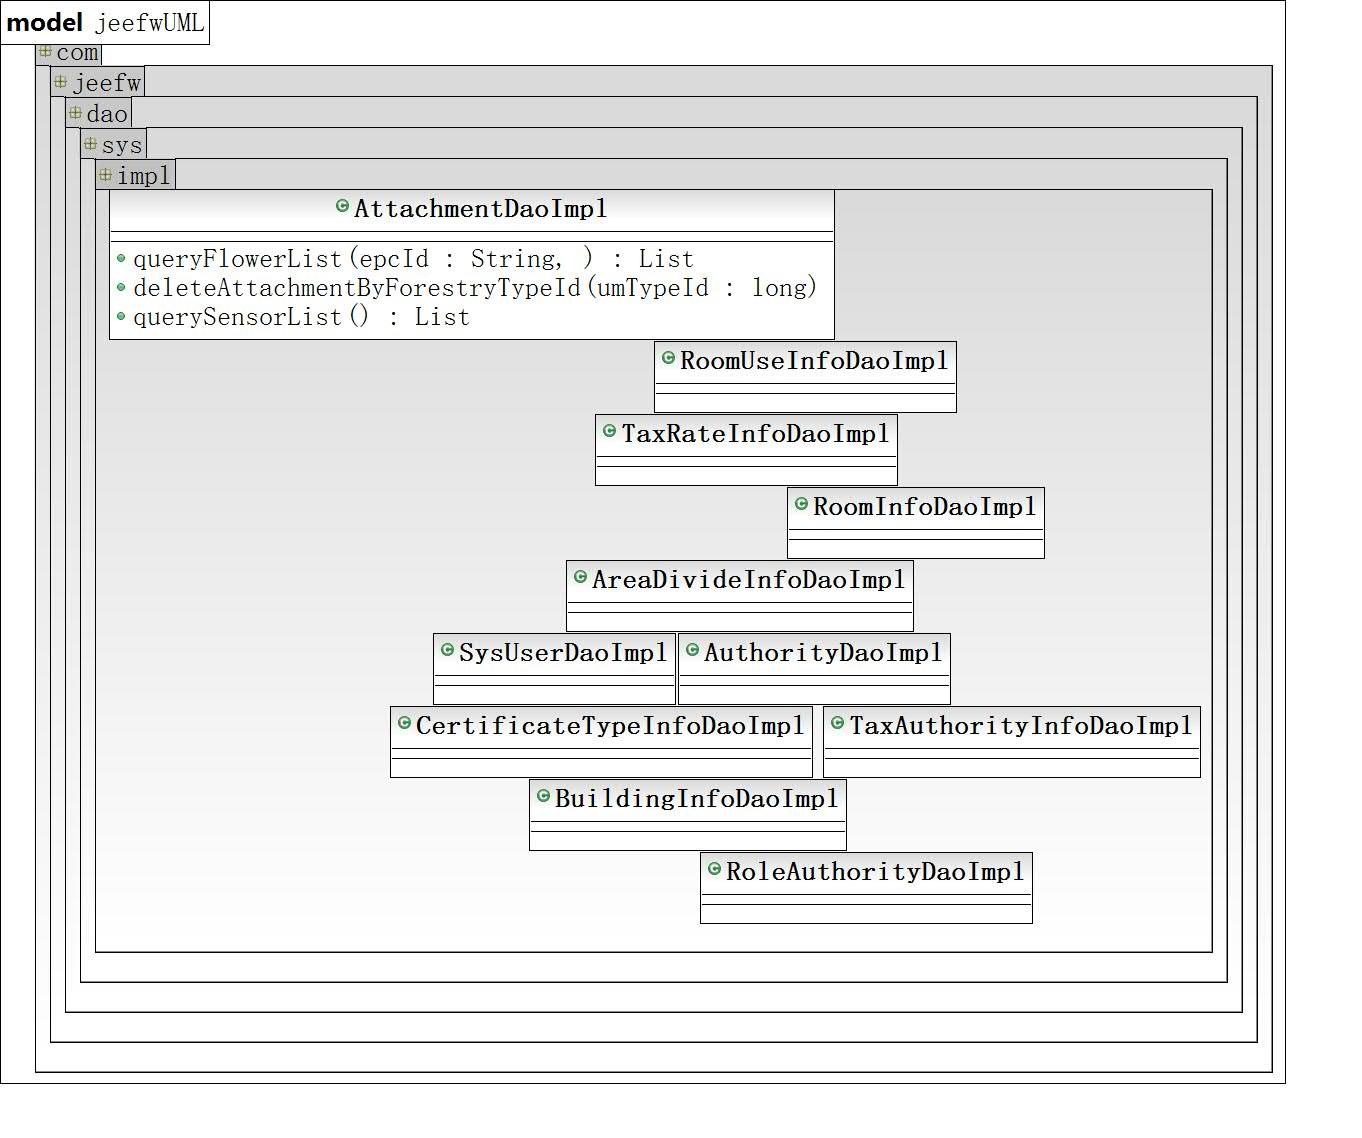 model jeefwUML
com
jeefw
dao
sys
impl
AttachmentDaoImpl
queryFlowerList(epcId : String, ) : List
deleteAttachmentByForestryTypeId(umTypeId : long)
querySensorList() : List
RoomUseInfoDaoImpl
TaxRateInfoDaoImpl
RoomInfoDaoImpl
AreaDivideInfoDaoImpl
SysUserDaoImpl AuthorityDaoImpl
CertificateTypeInfoDaoImpl TaxAuthorityInfoDaoImpl
BuildingInfoDaoImpl
RoleAuthorityDaoImpl